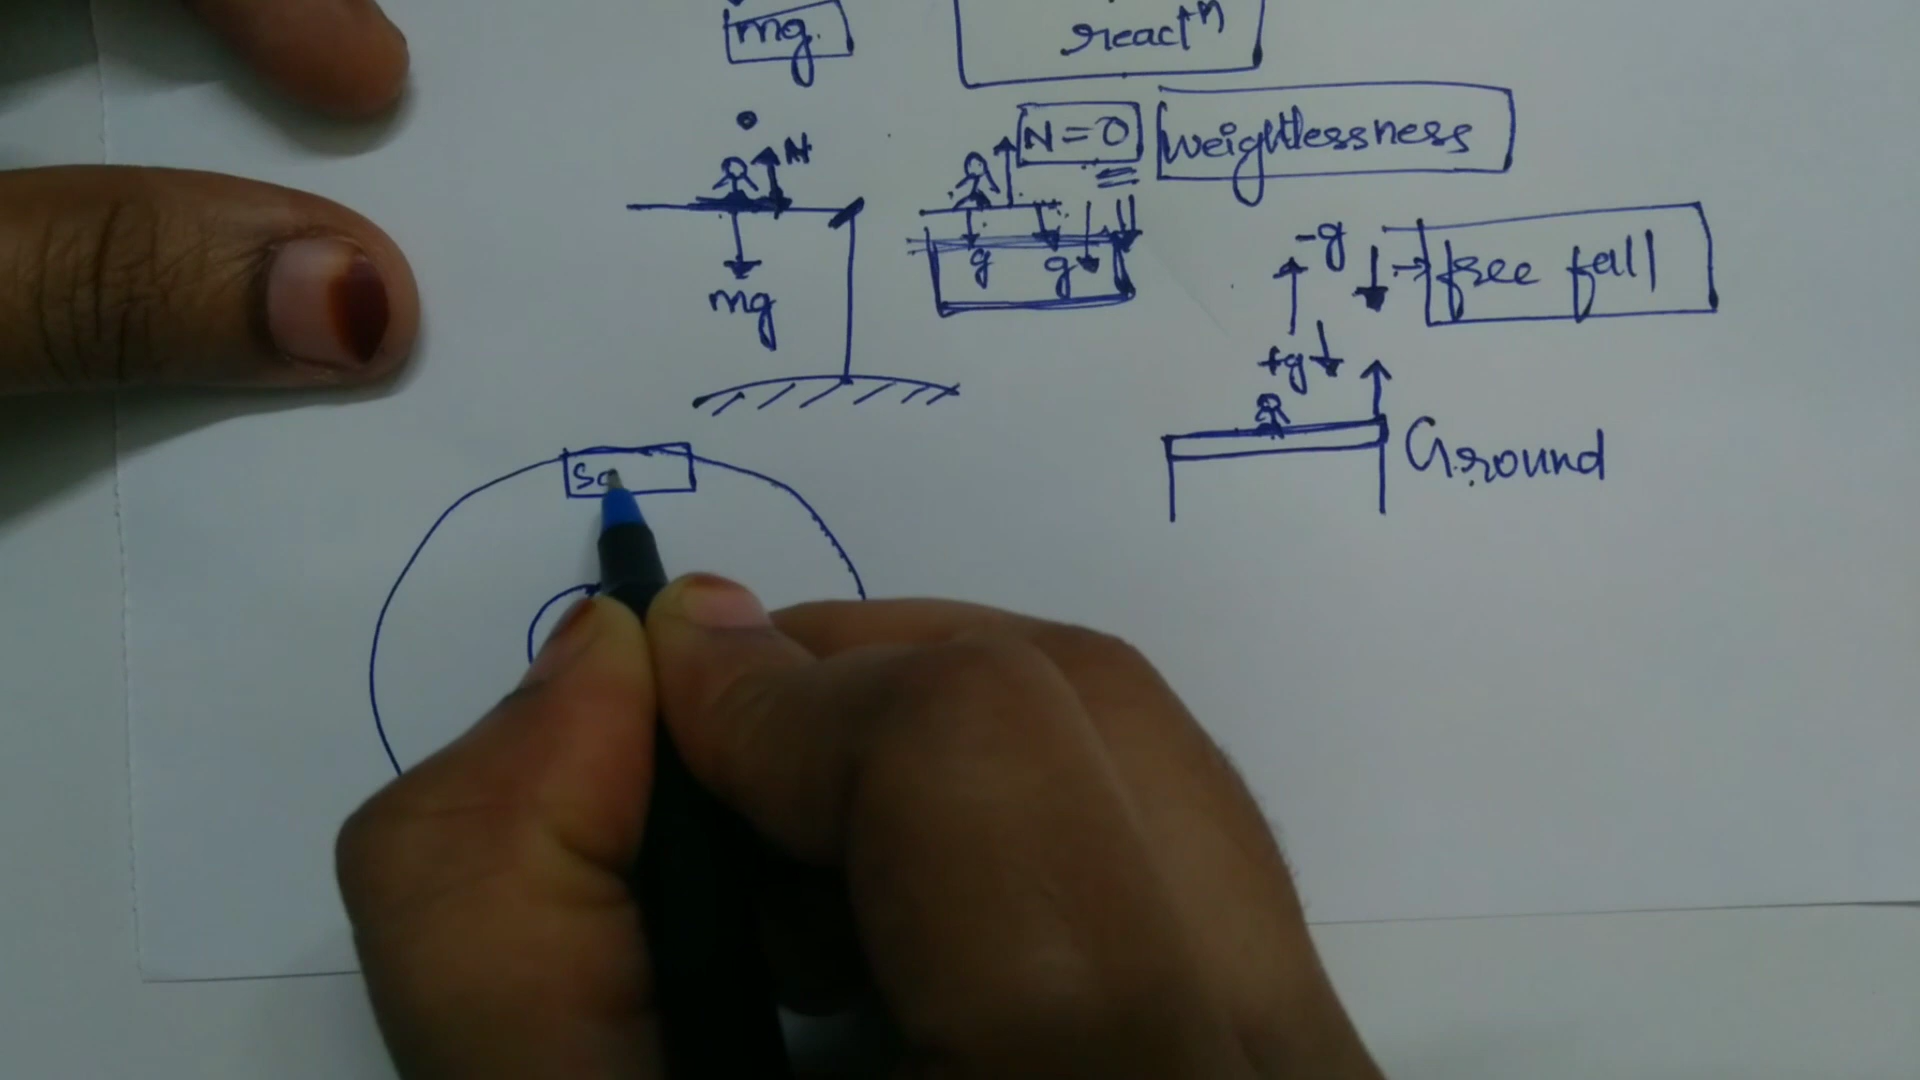 mg.
reactⁿ
N
N=0
weightlessness
mg
g
g
-g
free fall
+g
Ground
Sa